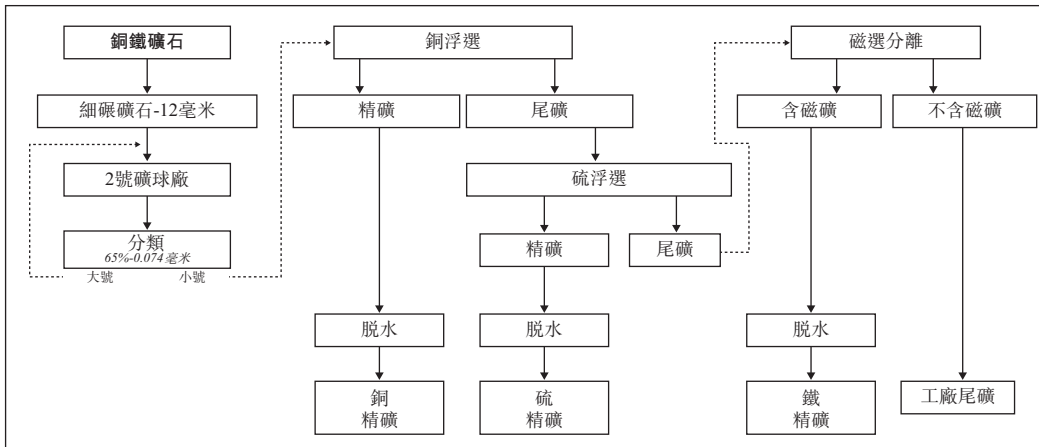 銅鐵礦石
細碾礦石-12毫米
2號礦球廠
分類
65%-0.074毫米
大號
小號
銅浮選
精礦
尾礦
硫浮選
精礦
尾礦
脫水
脫水
銅
精礦
硫
精礦
磁選分離
含磁礦
不含磁礦
脫水
鐵
精礦
工廠尾礦